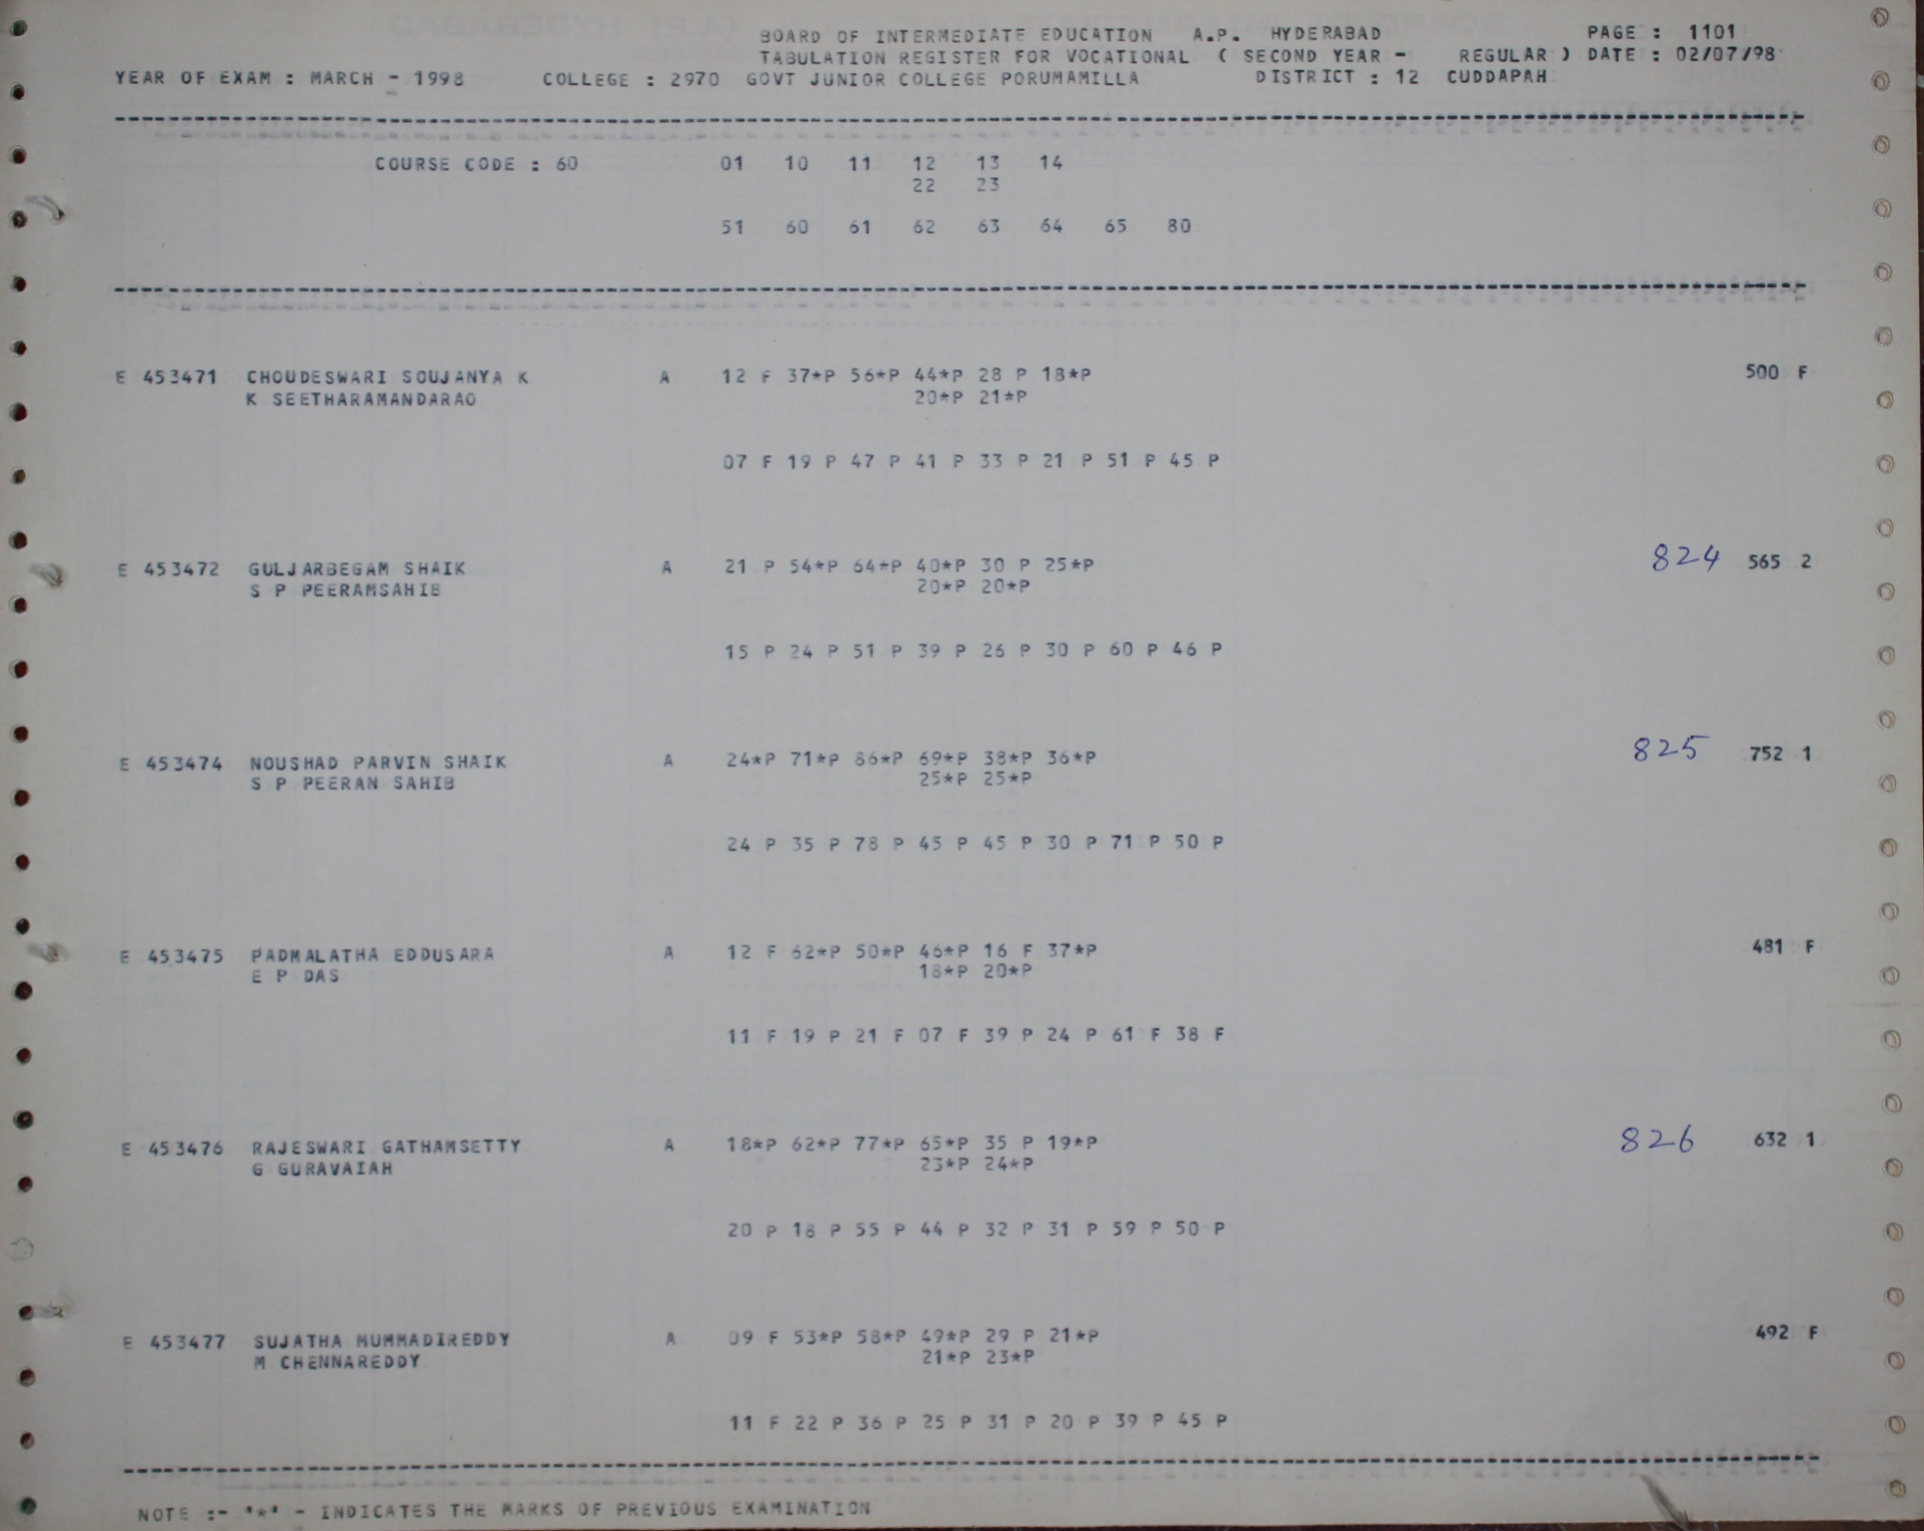 BOARD OF INTERMEDIATE EDUCATION A.P. HYDERABAD PAGE : 1101
TABULATION REGISTER FOR VOCATIONAL ( SECOND YEAR - REGULAR ) DATE : 02/07/98
YEAR OF EXAM : MARCH - 1998 COLLEGE : 2970 GOVT JUNIOR COLLEGE PORUMAMILLA DISTRICT : 12 CUDDAPAH
COURSE CODE : 60 01 10 11 12 13 14
22 23
51 60 61 62 63 64 65 80
E 453471 CHOUDESWARI SOUJANYA K A 12 F 37*P 56*P 44*P 28 P 18*P 500 F
K SEETHARAMANDARAO 20*P 21*P
07 F 19 P 47 P 41 P 33 P 21 P 51 P 45 P
E 453472 GULJARBEGAM SHAIK A 21 P 54*P 64*P 40*P 30 P 25*P 824 565 2
S P PEERAMSAHIB 20*P 20*P
15 P 24 P 51 P 39 P 26 P 30 P 60 P 46 P
E 453474 NOUSHAD PARVIN SHAIK A 24*P 71*P 86*P 69*P 38*P 36*P 825 752 1
S P PEERAN SAHIB 25*P 25*P
24 P 35 P 78 P 45 P 45 P 30 P 71 P 50 P
E 453475 PADMALATHA EDDUSARA A 12 F 62*P 50*P 46*P 16 F 37*P 481 F
E P DAS 18*P 20*P
11 F 19 P 21 F 07 F 39 P 24 P 61 F 38 F
E 453476 RAJESWARI GATHAMSETTY A 18*P 62*P 77*P 65*P 35 P 19*P 826 632 1
G GURAVAIAH 23*P 24*P
20 P 18 P 55 P 44 P 32 P 31 P 59 P 50 P
E 453477 SUJATHA MUMMADIREDDY A 09 F 53*P 58*P 49*P 29 P 21*P 492 F
M CHENNAREDDY 21*P 23*P
11 F 22 P 36 P 25 P 31 P 20 P 39 P 45 P
NOTE :- "*" - INDICATES THE MARKS OF PREVIOUS EXAMINATION